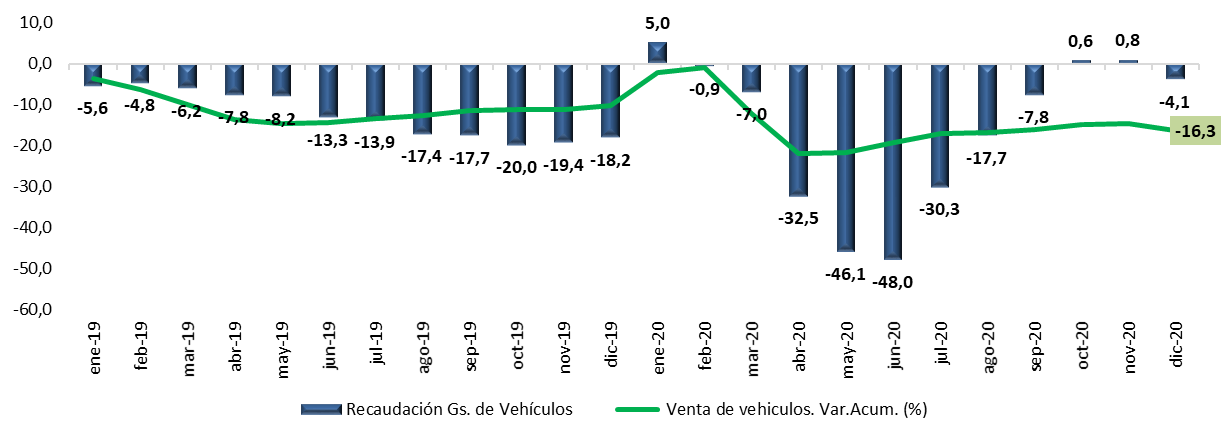 10,0
0,0
-10,0
-20,0
-30,0
-40,0
-50,0
-60,0
-5,6
-4,8
-6,2
-7,8
-8,2
-13,3
-13,9
-17,4
-17,7
-20,0
-19,4
-18,2
5,0
-0,9
-7,0
-32,5
-46,1
-48,0
-30,3
-17,7
-7,8
0,6
0,8
-4,1
-16,3
ene-19
feb-19
mar-19
abr-19
may-19
jun-19
jul-19
ago-19
sep-19
oct-19
nov-19
dic-19
ene-20
feb-20
mar-20
abr-20
may-20
jun-20
jul-20
ago-20
sep-20
oct-20
nov-20
dic-20
Recaudación Gs. de Vehículos
Venta de vehiculos. Var.Acum. (%)